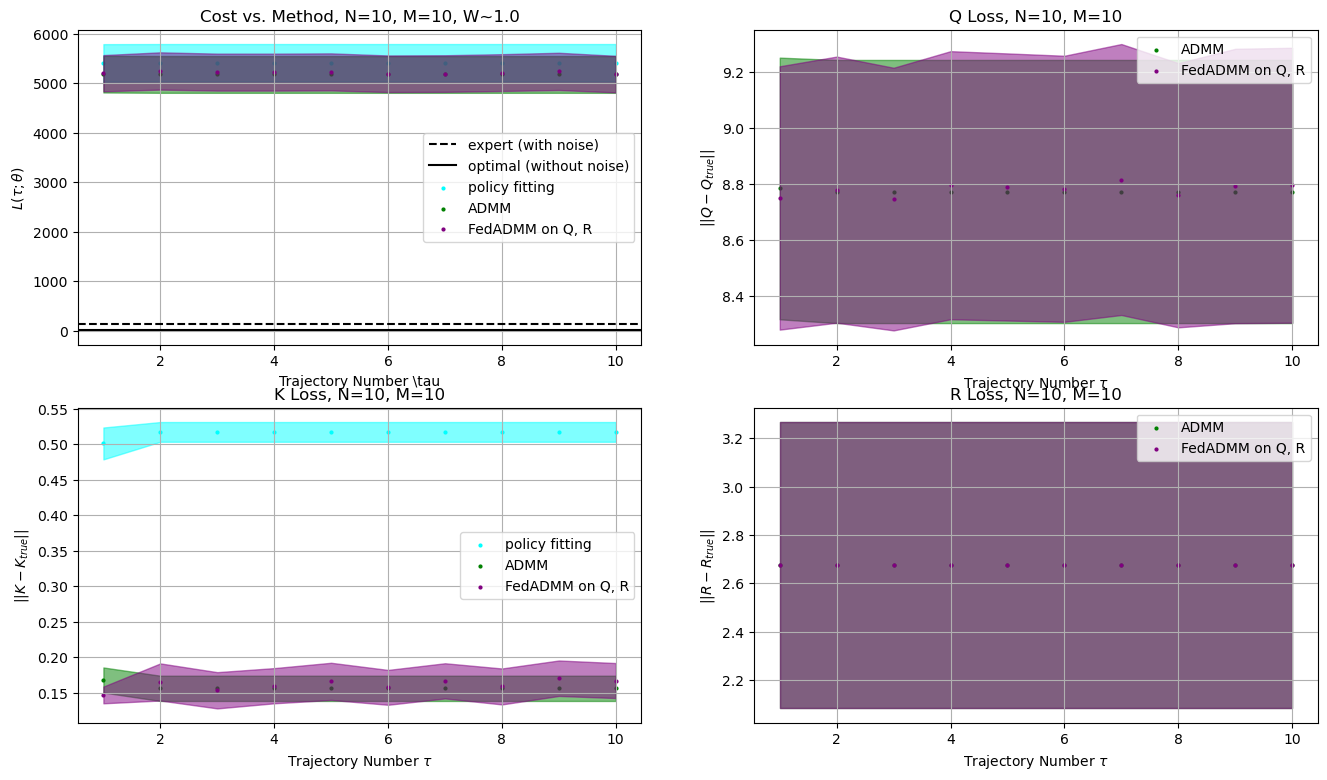 Cost vs. Method, N=10, M=10, W~1.0
6000
5000
4000
3000
2000
1000
0
L(τ; θ)
expert (with noise)
optimal (without noise)
policy fitting
ADMM
FedADMM on Q, R
2 4 6 8 10
Trajectory Number \tau
Q Loss, N=10, M=10
9.2
9.0
8.8
8.6
8.4
||Q − Q_{true}||
ADMM
FedADMM on Q, R
2 4 6 8 10
Trajectory Number τ
K Loss, N=10, M=10
0.55
0.50
0.45
0.40
0.35
0.30
0.25
0.20
0.15
||K − K_{true}||
policy fitting
ADMM
FedADMM on Q, R
2 4 6 8 10
Trajectory Number τ
R Loss, N=10, M=10
3.2
3.0
2.8
2.6
2.4
2.2
||R − R_{true}||
ADMM
FedADMM on Q, R
2 4 6 8 10
Trajectory Number τ